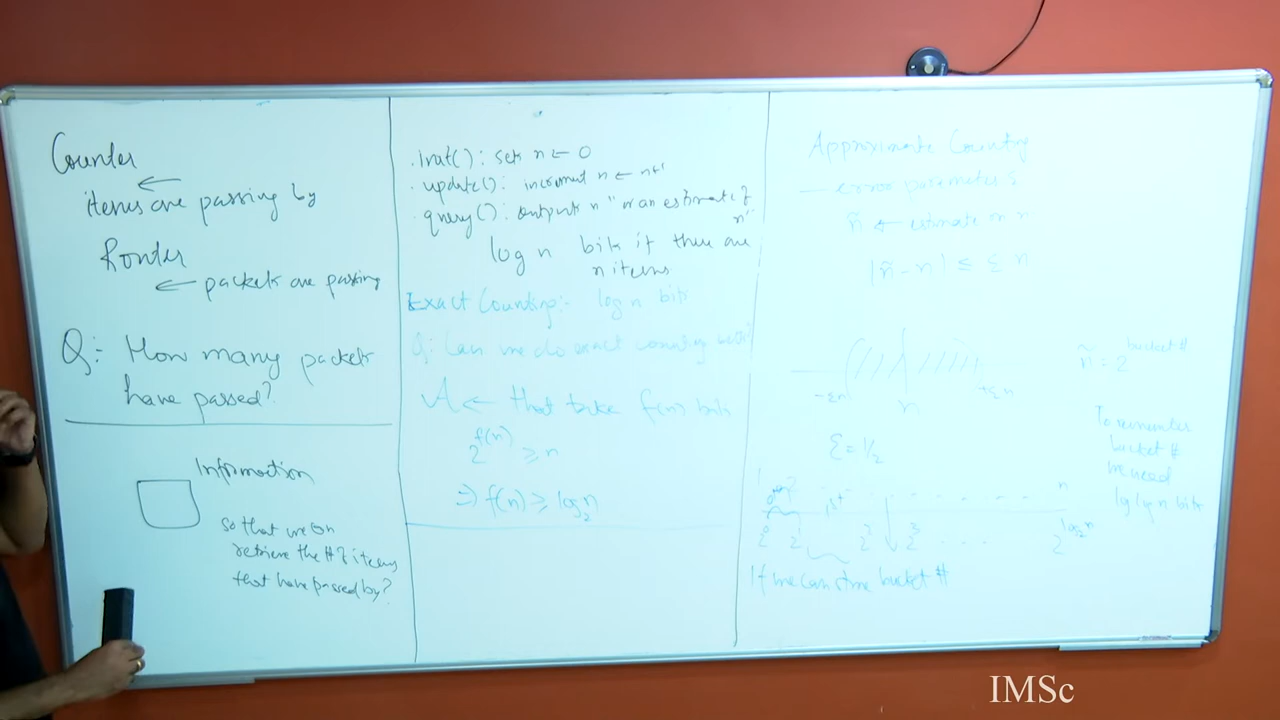 Counter
←
items are passing by
Router
← packets are passing
Q:- How many packets
have passed?
Information
so that we can
retrieve the # of items
that have passed by?
. Init() : sets n ← 0
. update() : increment n ← n+1
. query() : outputs n "or an estimate of
n"
log n bits if there are
n items
Exact Counting:- log n bits
Q: Can we do exact counting better?
A ← that take f(n) bits
2^f(n) ≥ n
⇒ f(n) ≥ log₂ n
Approximate Counting
— error parameter ε
ñ ← estimate on n
|ñ - n| ≤ ε n
ñ = 2^bucket #
-εn n +εn
ε = 1/2
To remember
bucket #
we need
lg lg n bits
1st n
2^0 2^1 2^2 2^3 . . . 2^log₂ n
If we can store bucket #
IMSc